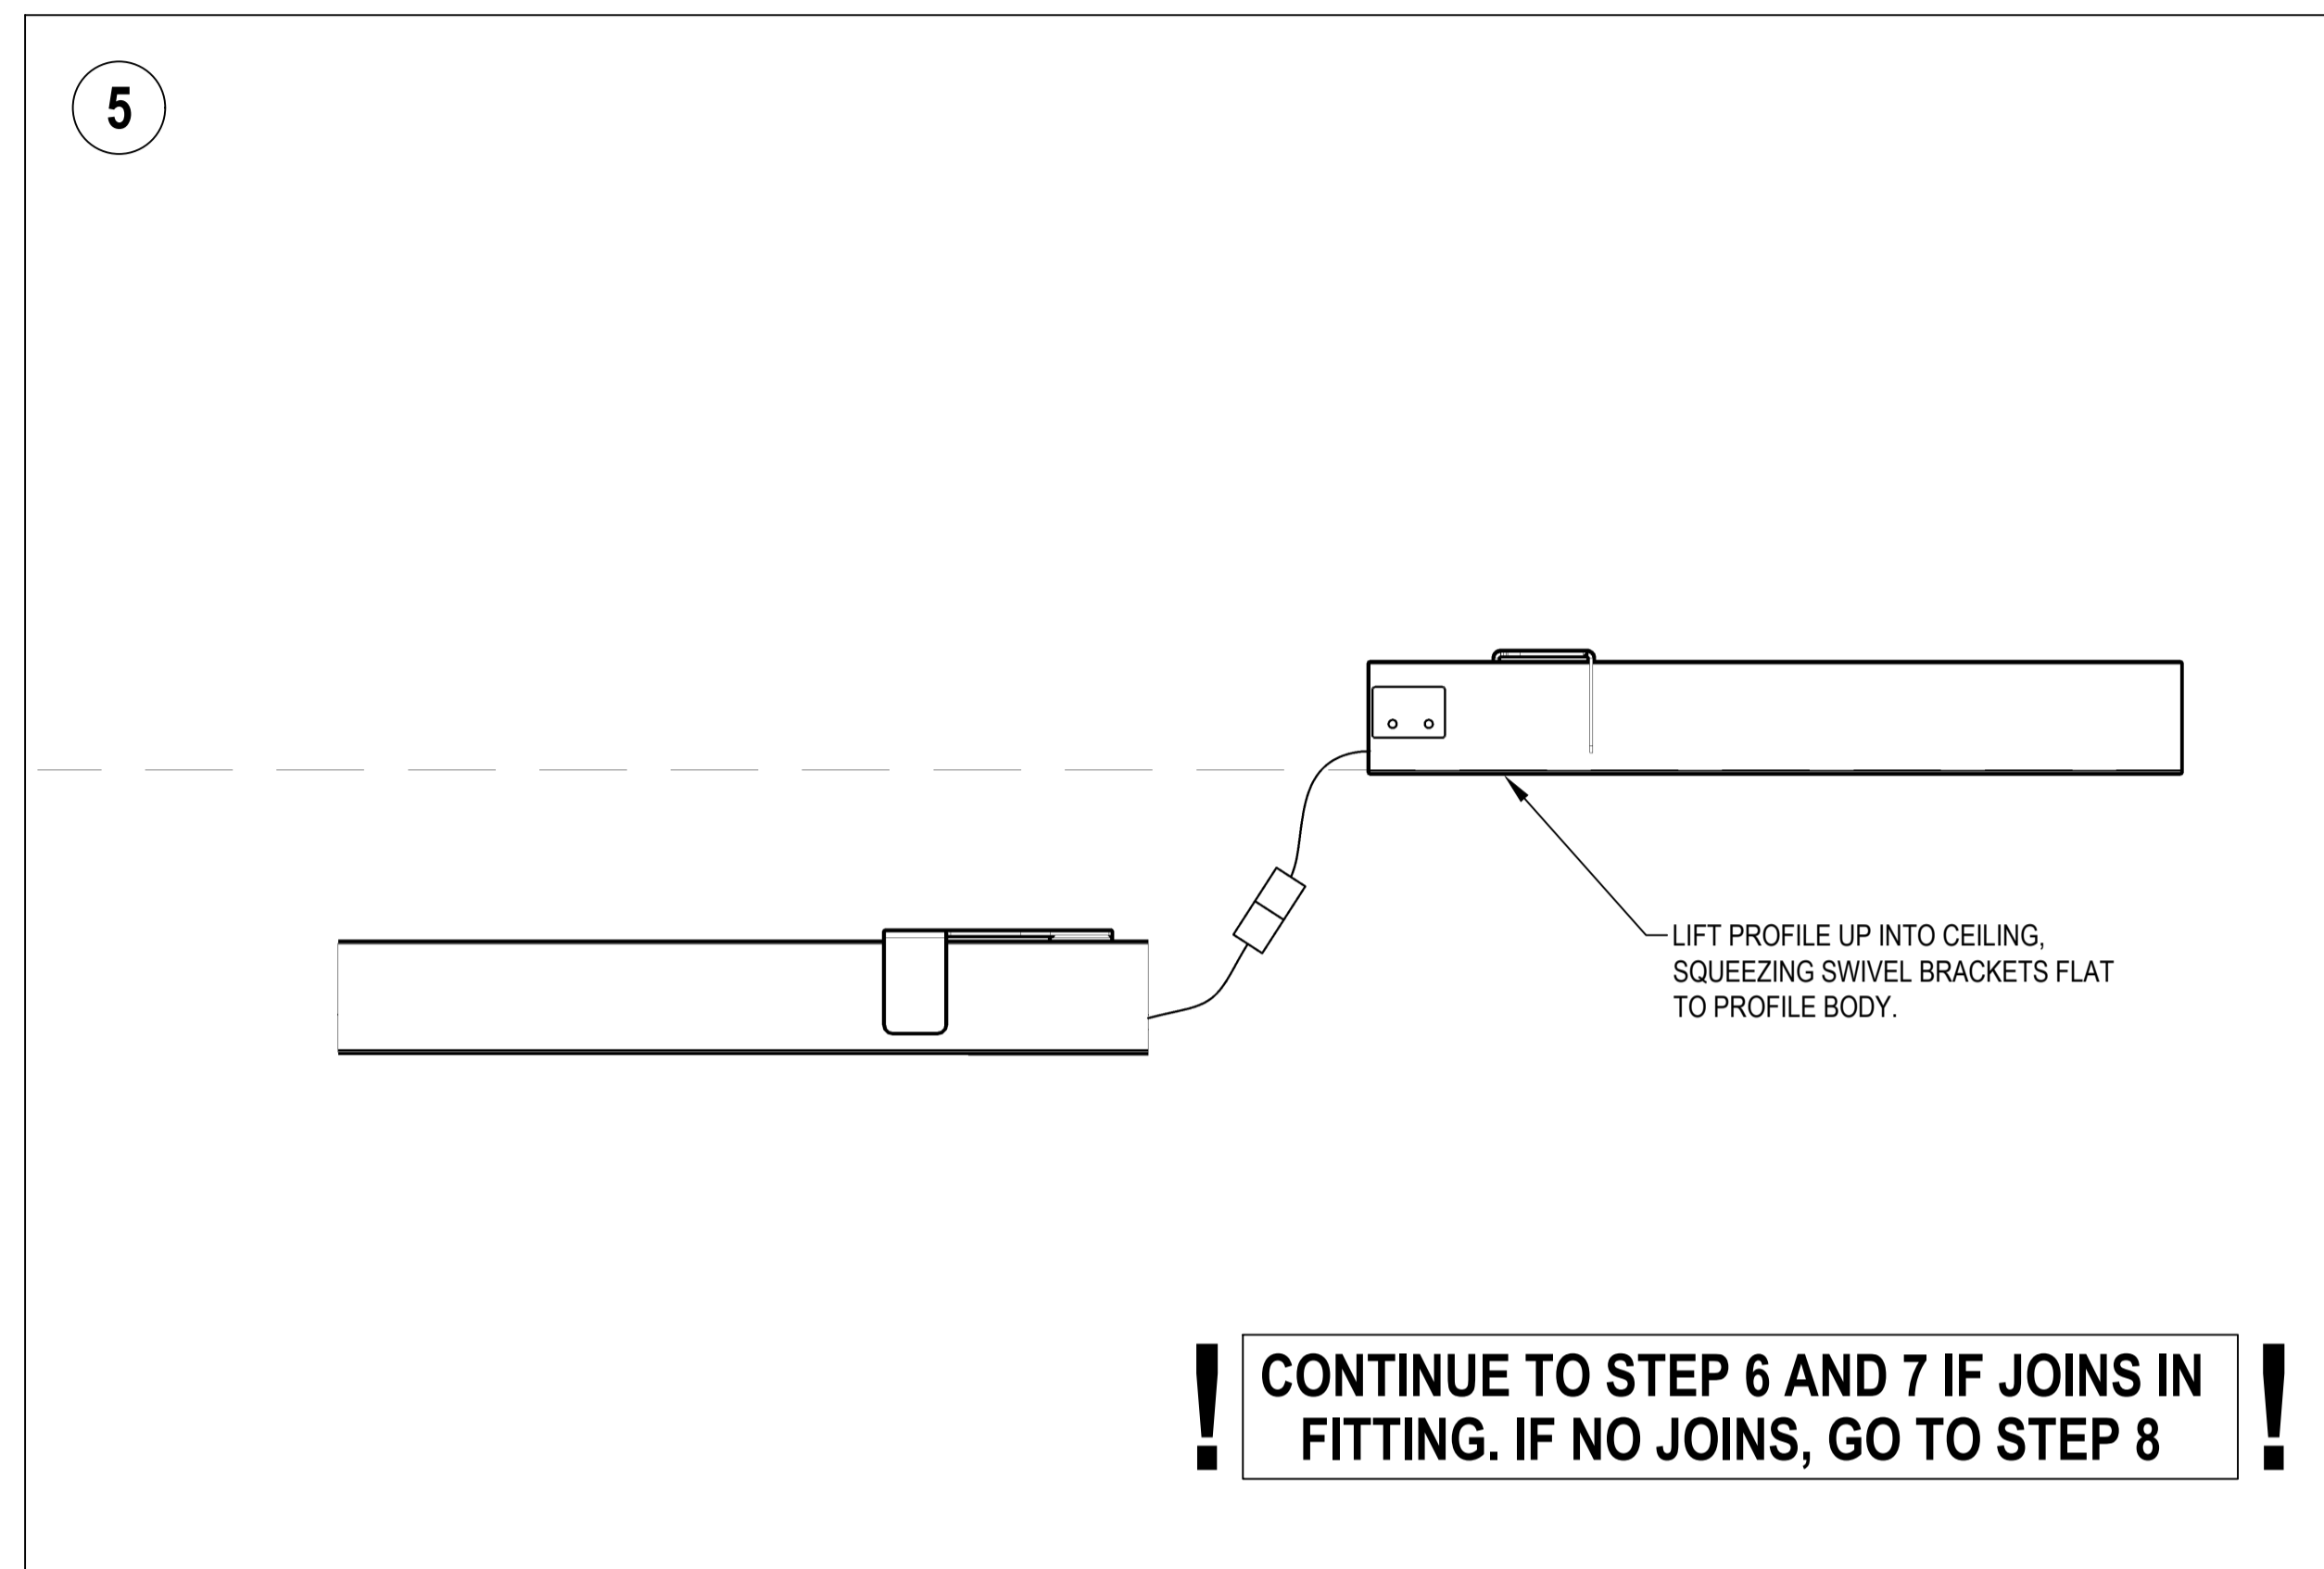 5
LIFT PROFILE UP INTO CEILING,
SQUEEZING SWIVEL BRACKETS FLAT
TO PROFILE BODY.
! CONTINUE TO STEP 6 AND 7 IF JOINS IN !
FITTING. IF NO JOINS, GO TO STEP 8